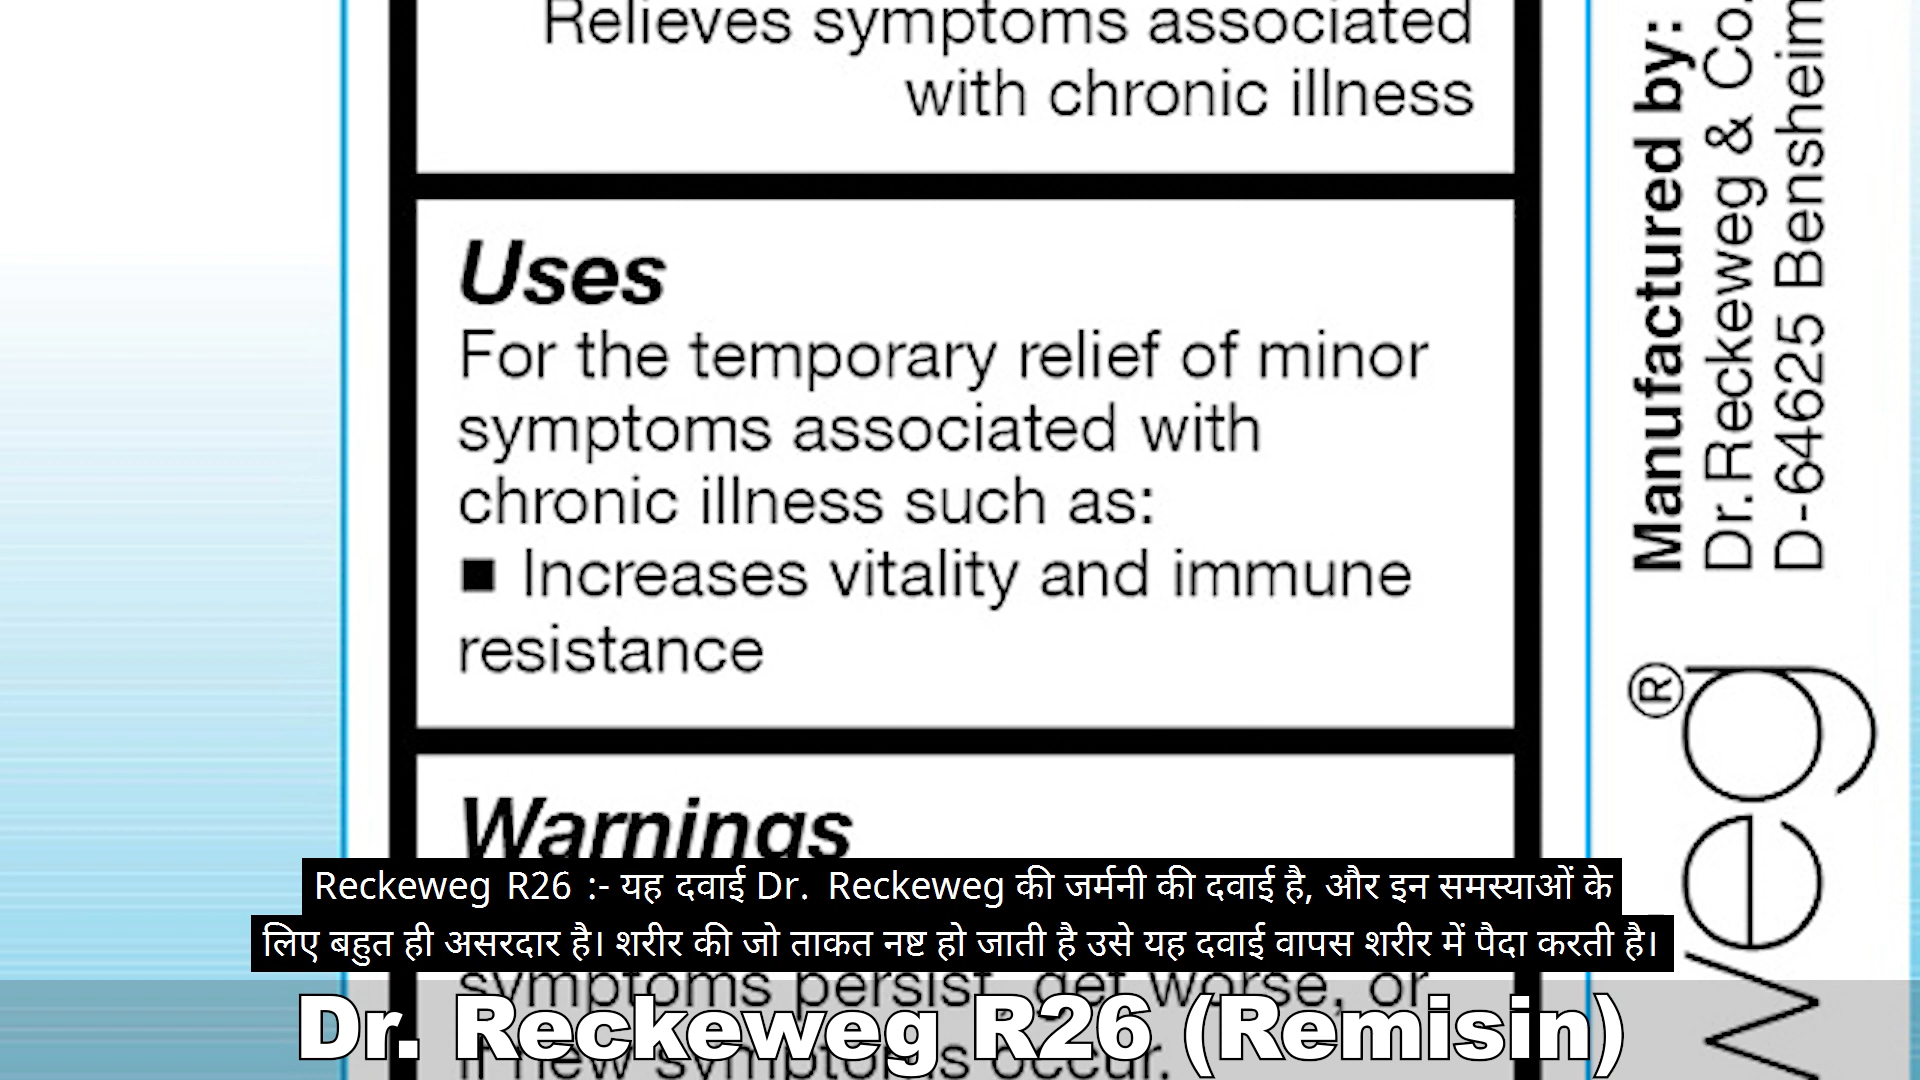 Relieves symptoms associated
with chronic illness
Uses
For the temporary relief of minor
symptoms associated with
chronic illness such as:
■ Increases vitality and immune
resistance
Warnings
Reckeweg R26 :- यह दवाई Dr. Reckeweg की जर्मनी की दवाई है, और इन समस्याओं के
लिए बहुत ही असरदार है। शरीर की जो ताकत नष्ट हो जाती है उसे यह दवाई वापस शरीर में पैदा करती है।
symptoms persist, get worse, or
if new symptoms occur.
Dr. Reckeweg R26 (Remisin)
Manufactured by:
Dr.Reckeweg & Co.
D-64625 Bensheim
weg®